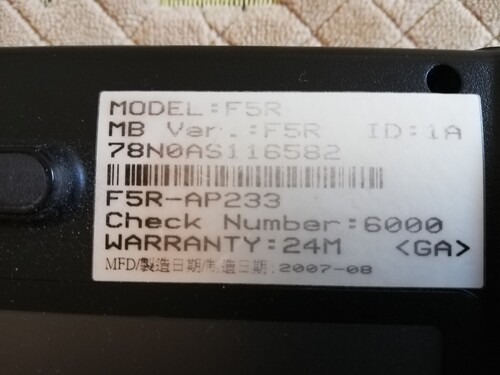 MODEL:F5R
MB Ver.:F5R ID:1A
78N0AS116582
F5R-AP233
Check Number:6000
WARRANTY:24M <GA>
MFD/製造日期/制造日期:2007-08